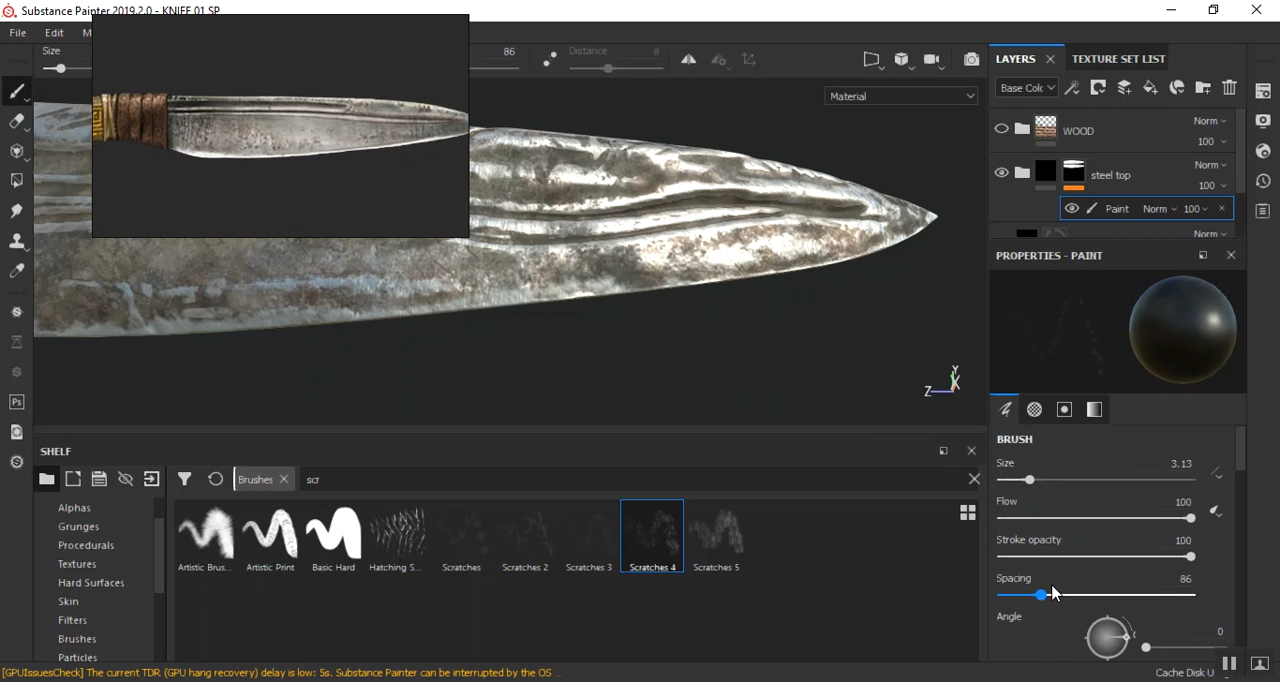 Substance Painter 2019.2.0 - KNIFE 01.SP
File Edit M
Size 86 Distance 8
Material
LAYERS TEXTURE SET LIST
Base Col
Norm
WOOD
100
Norm
steel top
100
Paint Norm 100
Norm
PROPERTIES - PAINT
Y
Z X
BRUSH
Size 3.13
Flow 100
Stroke opacity 100
Spacing 86
Angle 0
SHELF
Brushes scr
Alphas
Grunges
Procedurals
Textures
Hard Surfaces
Skin
Filters
Brushes
Particles
Artistic Brus... Artistic Print Basic Hard Hatching S... Scratches Scratches 2 Scratches 3 Scratches 4 Scratches 5
Ps
[GPUIssuesCheck] The current TDR (GPU hang recovery) delay is low: 5s. Substance Painter can be interrupted by the OS ...
Cache Disk U